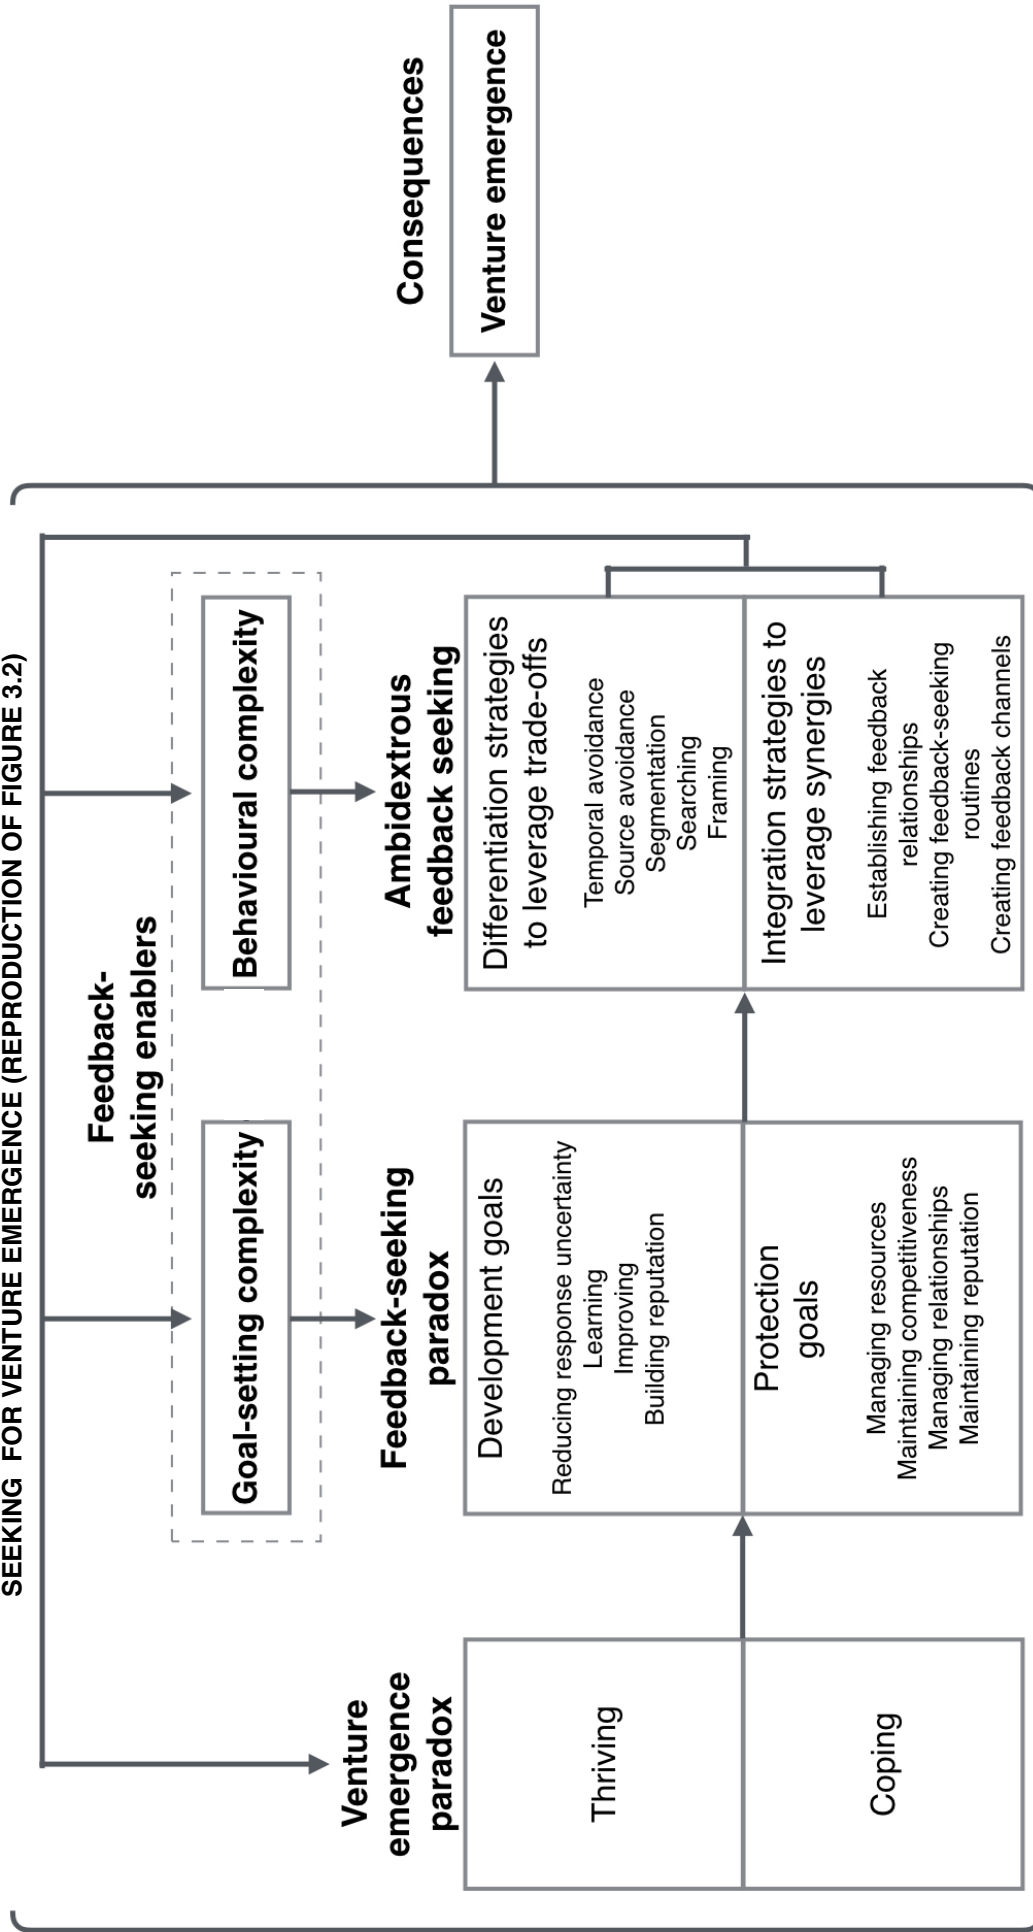 SEEKING FOR VENTURE EMERGENCE (REPRODUCTION OF FIGURE 3.2)
Feedback-
seeking enablers
Goal-setting complexity
Behavioural complexity
Venture
emergence
paradox
Thriving
Coping
Feedback-seeking
paradox
Development goals
Reducing response uncertainty
Learning
Improving
Building reputation
Protection
goals
Managing resources
Maintaining competitiveness
Managing relationships
Maintaining reputation
Ambidextrous
feedback seeking
Differentiation strategies
to leverage trade-offs
Temporal avoidance
Source avoidance
Segmentation
Searching
Framing
Integration strategies to
leverage synergies
Establishing feedback
relationships
Creating feedback-seeking
routines
Creating feedback channels
Consequences
Venture emergence